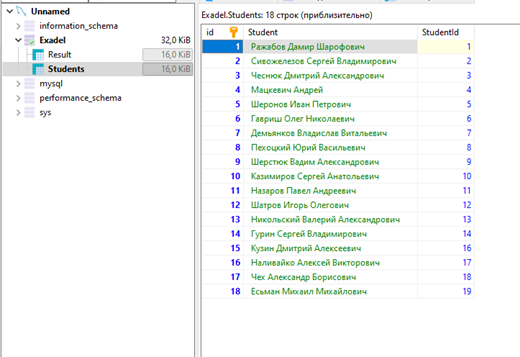 Unnamed
information_schema
Exadel 32,0 KiB
Result 16,0 KiB
Students 16,0 KiB
mysql
performance_schema
sys
Exadel.Students: 18 строк (приблизительно)
id Student StudentId
1 Ражабов Дамир Шарофович 1
2 Сивожелезов Сергей Владимирович 2
3 Чеснюк Дмитрий Александрович 3
4 Мацкевич Андрей 4
5 Шеронов Иван Петрович 5
6 Гавриш Олег Николаевич 6
7 Демьянков Владислав Витальевич 7
8 Пехоцкий Юрий Васильевич 8
9 Шерстюк Вадим Александрович 9
10 Казимиров Сергей Анатольевич 10
11 Назаров Павел Андреевич 11
12 Шатров Игорь Олегович 12
13 Никольский Валерий Александрович 13
14 Гурин Сергей Владимирович 14
15 Кузин Дмитрий Алексеевич 16
16 Наливайко Алексей Викторович 17
17 Чех Александр Борисович 18
18 Есьман Михаил Михайлович 19